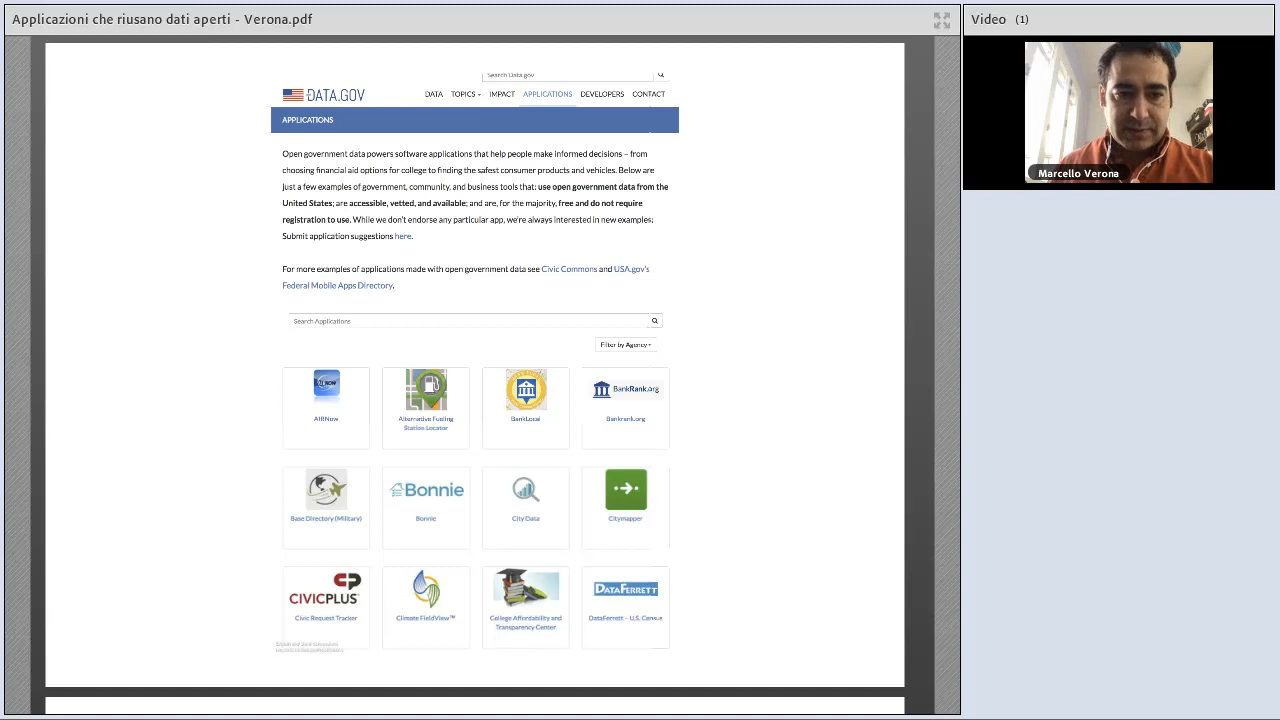 Applicazioni che riusano dati aperti - Verona.pdf
Video (1)
Search Data.gov
DATA.GOV
DATA TOPICS IMPACT APPLICATIONS DEVELOPERS CONTACT
APPLICATIONS
Open government data powers software applications that help people make informed decisions – from
choosing financial aid options for college to finding the safest consumer products and vehicles. Below are
just a few examples of government, community, and business tools that: use open government data from the
United States; are accessible, vetted, and available; and are, for the majority, free and do not require
registration to use. While we don't endorse any particular app, we're always interested in new examples;
Submit application suggestions here.
For more examples of applications made with open government data see Civic Commons and USA.gov's
Federal Mobile Apps Directory.
Search Applications
Filter by Agency
BankRank.org
AIRNow
Alternative Fueling
Station Locator
BankLocal
Bankrank.org
Bonnie
Base Directory (Military)
Bonnie
City Data
Citymapper
CIVICPLUS
DATAFERRETT
Civic Request Tracker
Climate FieldView™
College Affordability and
Transparency Center
DataFerrett – U.S. Census
Marcello Verona